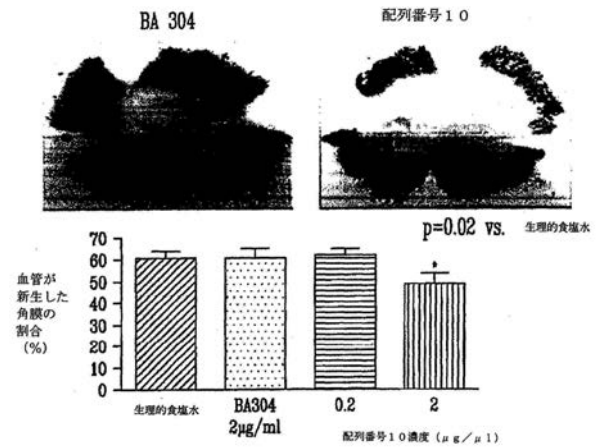 BA 304
配列番号10
p=0.02 vs. 生理的食塩水
血管が
新生した
角膜の
割合
(%)
70
60
50
40
30
20
10
0
*
生理的食塩水
BA304
2µg/ml
0.2
2
配列番号10濃度(μg/μl)